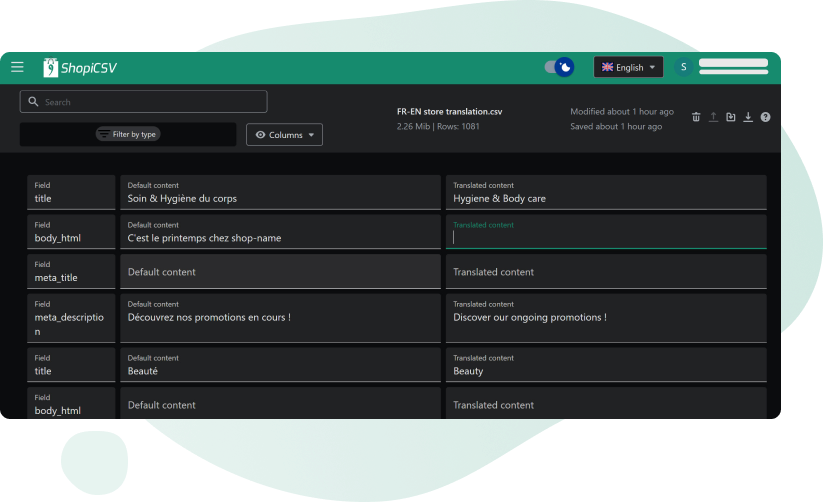 ShopiCSV
English
S
Search
Filter by type
Columns
FR-EN store translation.csv
2.26 Mib | Rows: 1081
Modified about 1 hour ago
Saved about 1 hour ago
Field
title
Default content
Soin & Hygiène du corps
Translated content
Hygiene & Body care
Field
body_html
Default content
C'est le printemps chez shop-name
Translated content
Field
meta_title
Default content
Translated content
Field
meta_descriptio
n
Default content
Découvrez nos promotions en cours !
Translated content
Discover our ongoing promotions !
Field
title
Default content
Beauté
Translated content
Beauty
Field
body_html
Default content
Translated content